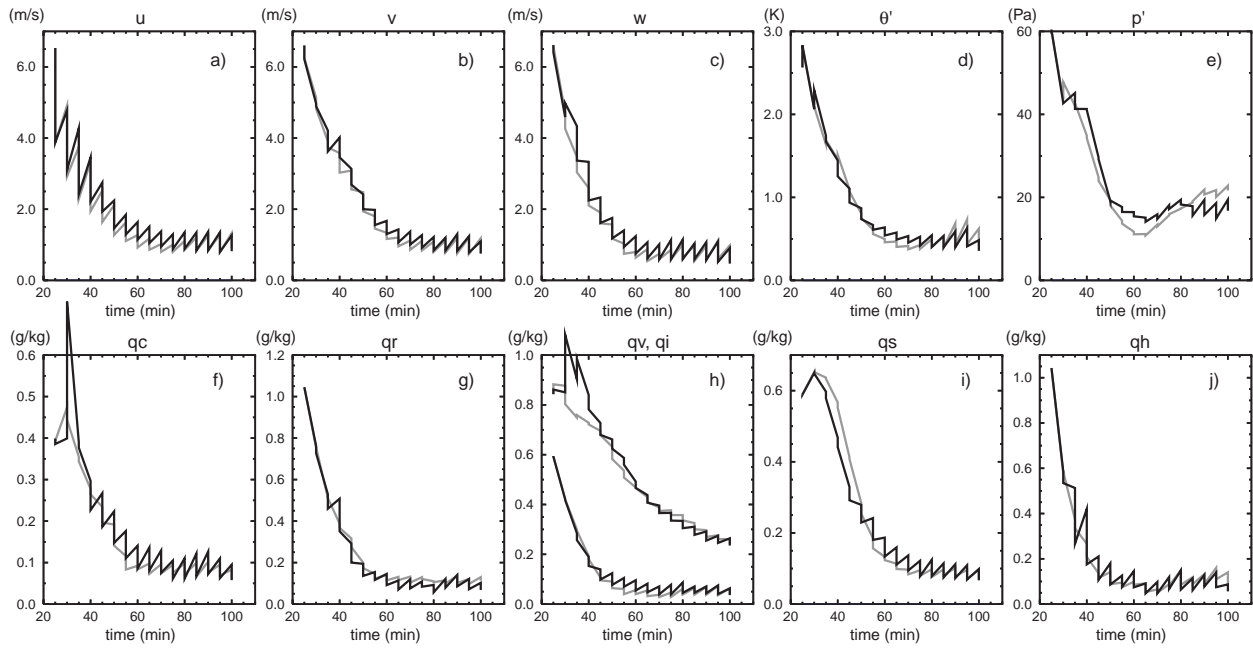 (m/s) u
6.0
4.0
2.0
0.0
20 40 60 80 100
time (min)
a)
(m/s) v
6.0
4.0
2.0
0.0
20 40 60 80 100
time (min)
b)
(m/s) w
6.0
4.0
2.0
0.0
20 40 60 80 100
time (min)
c)
(K) θ'
3.0
2.0
1.0
0.0
20 40 60 80 100
time (min)
d)
(Pa) p'
60
40
20
0
20 40 60 80 100
time (min)
e)
(g/kg) qc
0.6
0.5
0.4
0.3
0.2
0.1
0.0
20 40 60 80 100
time (min)
f)
(g/kg) qr
1.2
1.0
0.8
0.6
0.4
0.2
0.0
20 40 60 80 100
time (min)
g)
(g/kg) qv, qi
1.0
0.8
0.6
0.4
0.2
0.0
20 40 60 80 100
time (min)
h)
(g/kg) qs
0.6
0.4
0.2
0.0
20 40 60 80 100
time (min)
i)
(g/kg) qh
1.0
0.8
0.6
0.4
0.2
0.0
20 40 60 80 100
time (min)
j)